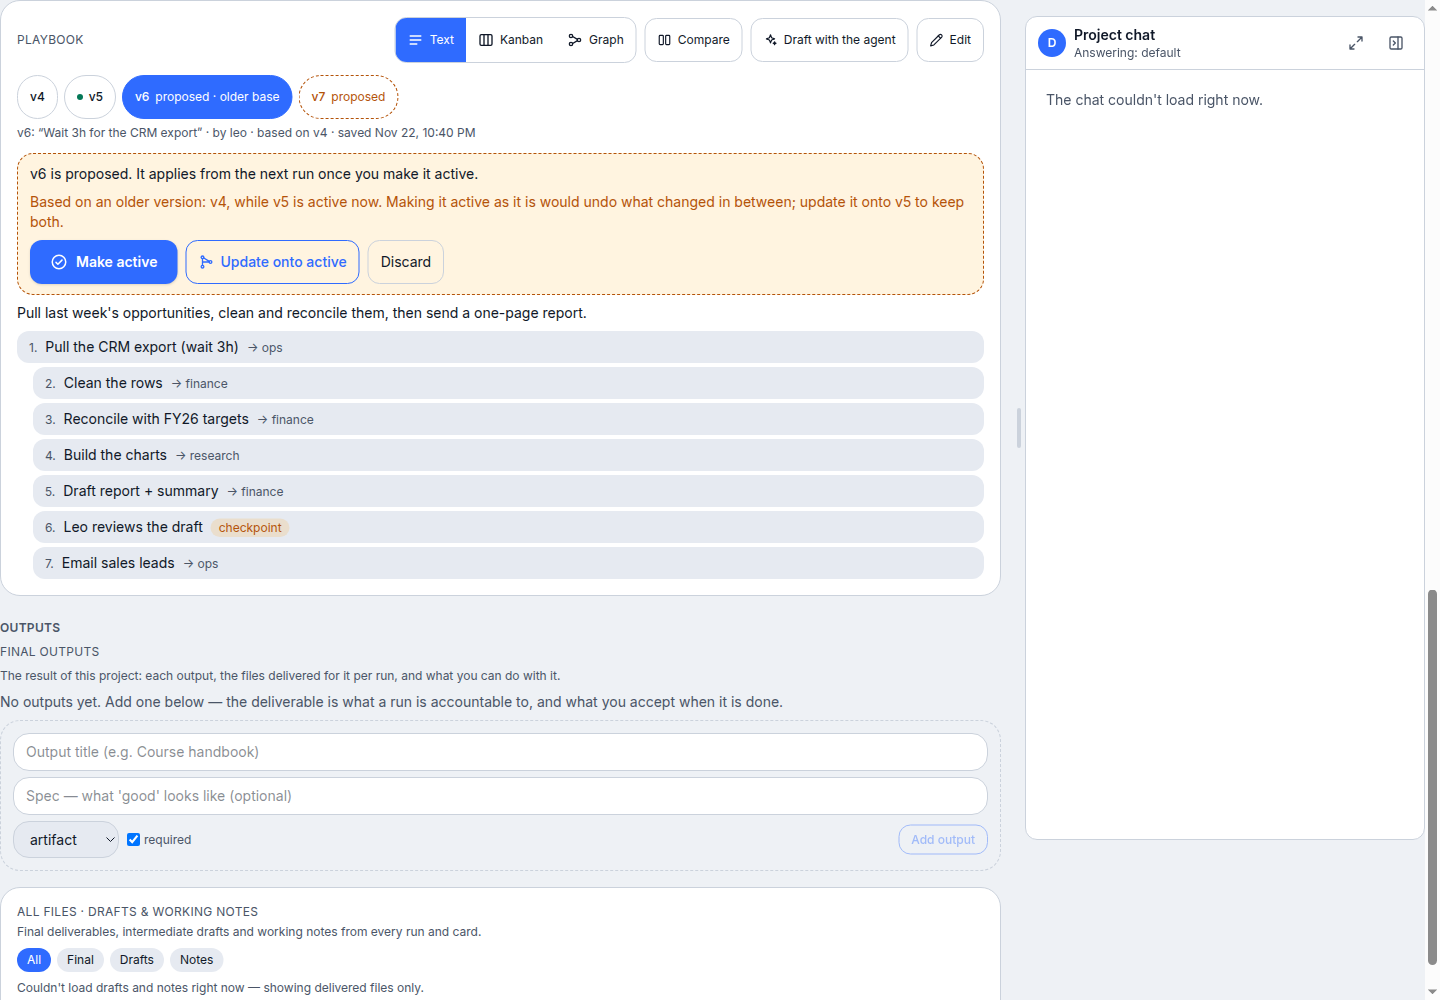 PLAYBOOK
Text
Kanban
Graph
Compare
Draft with the agent
Edit
v4
v5
v6 proposed · older base
v7 proposed
v6: “Wait 3h for the CRM export” · by leo · based on v4 · saved Nov 22, 10:40 PM
v6 is proposed. It applies from the next run once you make it active.
Based on an older version: v4, while v5 is active now. Making it active as it is would undo what changed in between; update it onto v5 to keep
both.
Make active
Update onto active
Discard
Pull last week's opportunities, clean and reconcile them, then send a one-page report.
1. Pull the CRM export (wait 3h) → ops
2. Clean the rows → finance
3. Reconcile with FY26 targets → finance
4. Build the charts → research
5. Draft report + summary → finance
6. Leo reviews the draft checkpoint
7. Email sales leads → ops
OUTPUTS
FINAL OUTPUTS
The result of this project: each output, the files delivered for it per run, and what you can do with it.
No outputs yet. Add one below — the deliverable is what a run is accountable to, and what you accept when it is done.
Output title (e.g. Course handbook)
Spec — what 'good' looks like (optional)
artifact
required
Add output
ALL FILES · DRAFTS & WORKING NOTES
Final deliverables, intermediate drafts and working notes from every run and card.
All
Final
Drafts
Notes
Couldn't load drafts and notes right now — showing delivered files only.
D
Project chat
Answering: default
The chat couldn't load right now.